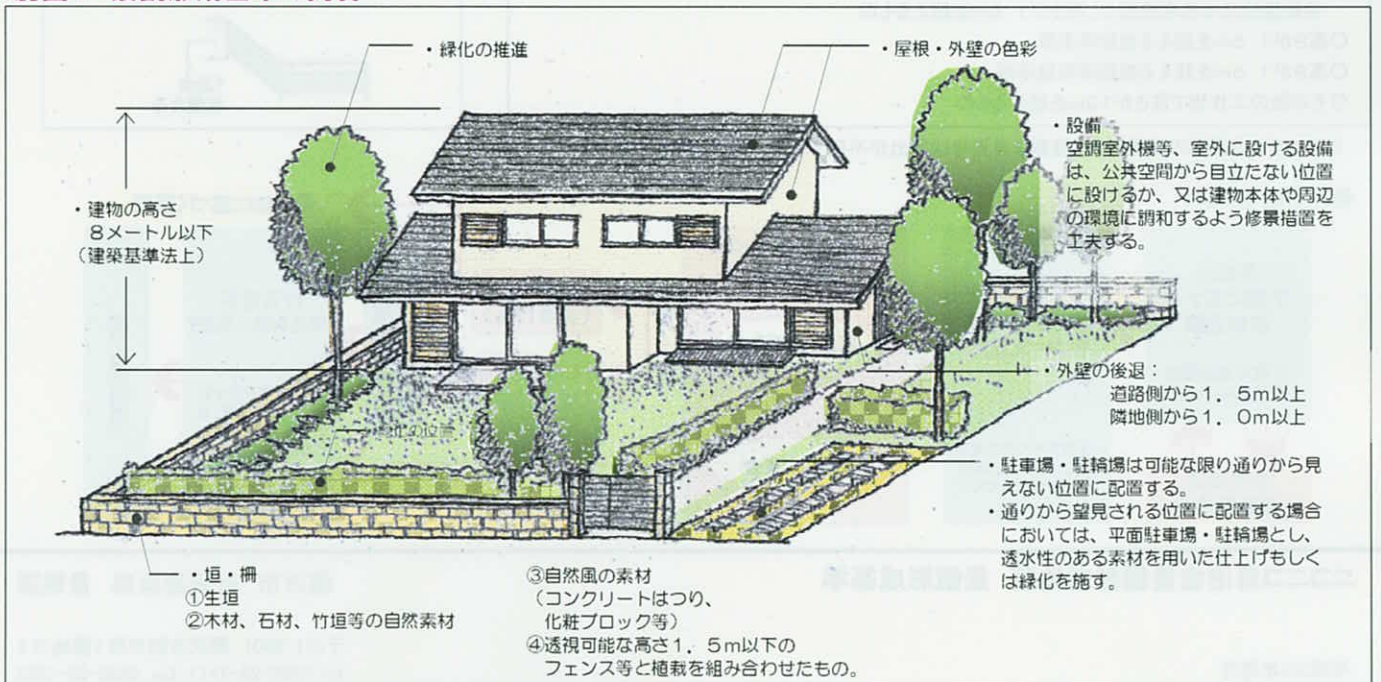 ・緑化の推進
・屋根・外壁の色彩
・設備
空調室外機等、室外に設ける設備
は、公共空間から目立たない位置
に設けるか、又は建物本体や周辺
の環境に調和するよう修景措置を
工夫する。
・建物の高さ
8メートル以下
(建築基準法上)
・外壁の後退:
道路側から1.5m以上
隣地側から1.0m以上
・駐車場・駐輪場は可能な限り通りから見
えない位置に配置する。
・通りから望見される位置に配置する場合
においては、平面駐車場・駐輪場とし、
透水性のある素材を用いた仕上げもしく
は緑化を施す。
・垣・柵
①生垣
②木材、石材、竹垣等の自然素材
③自然風の素材
(コンクリートはつり、
化粧ブロック等)
④透視可能な高さ1.5m以下の
フェンス等と植栽を組み合わせたもの。